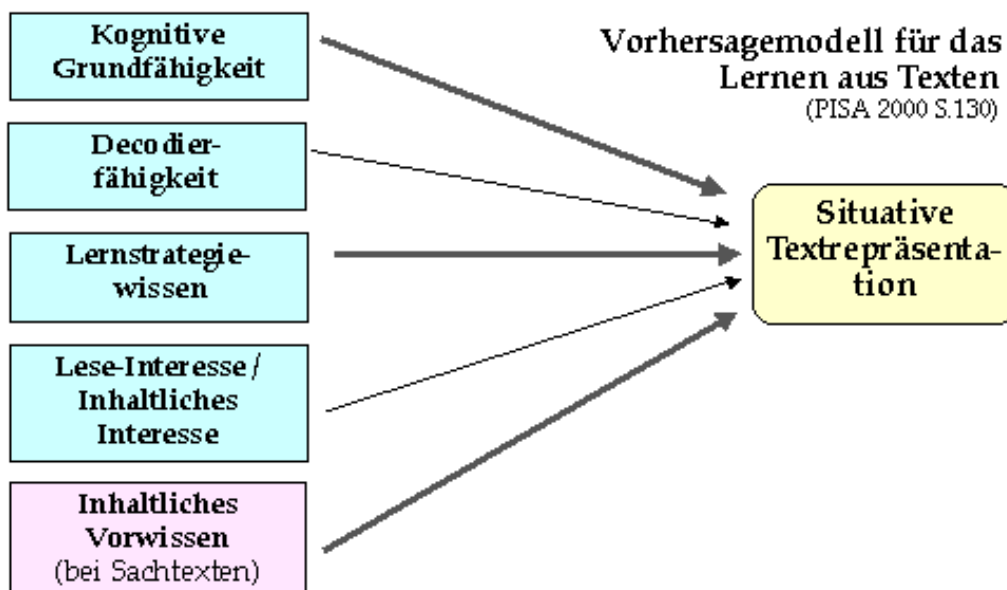 Kognitive
Grundfähigkeit
Vorhersagemodell für das
Lernen aus Texten
(PISA 2000 S.130)
Decodier-
fähigkeit
Situative
Textrepräsenta-
tion
Lernstrategie-
wissen
Lese-Interesse /
Inhaltliches
Interesse
Inhaltliches
Vorwissen
(bei Sachtexten)